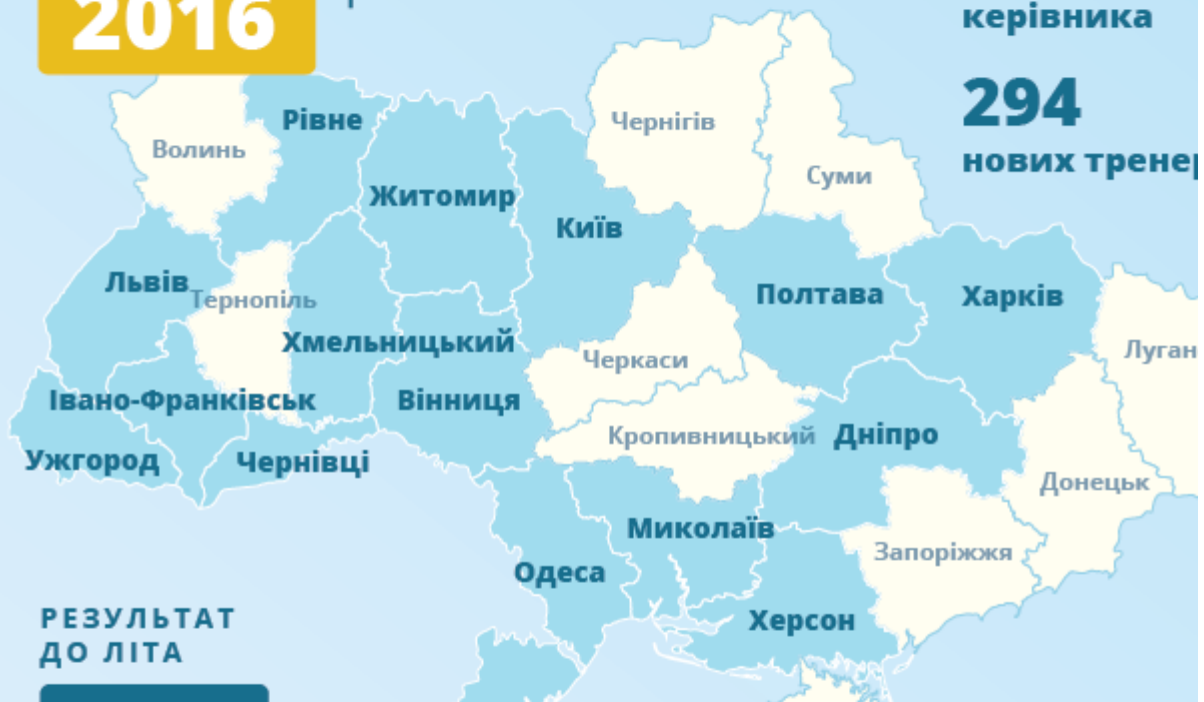 2016
керівника
294
нових тренер
Рівне
Волинь
Чернігів
Суми
Житомир
Київ
Львів
Тернопіль
Полтава
Харків
Хмельницький
Черкаси
Луган
Івано-Франківськ
Вінниця
Кропивницький
Дніпро
Ужгород
Чернівці
Донецьк
Миколаїв
Запоріжжя
Одеса
Херсон
РЕЗУЛЬТАТ
ДО ЛІТА